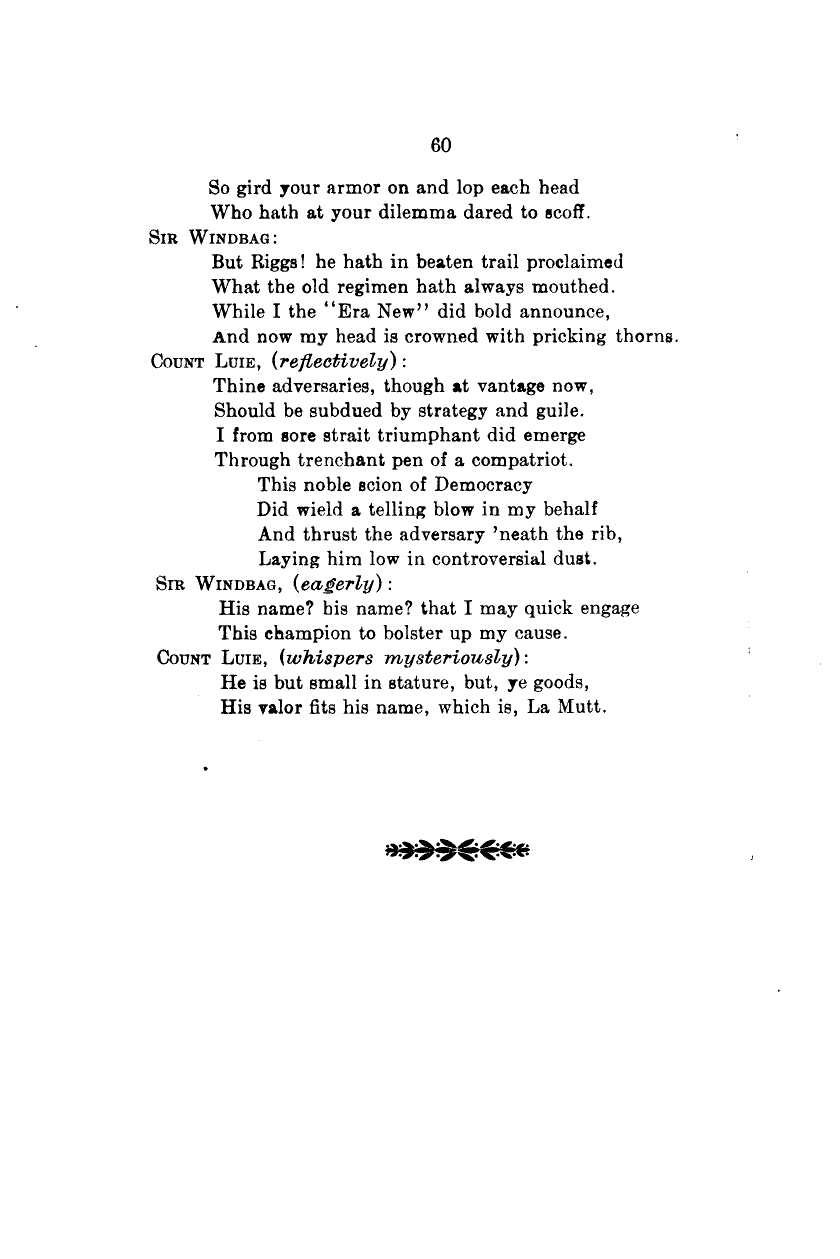 60
So gird your armor on and lop each head
Who hath at your dilemma dared to scoff.
SIR WINDBAG:
But Riggs! he hath in beaten trail proclaimed
What the old regimen hath always mouthed.
While I the "Era New" did bold announce,
And now my head is crowned with pricking thorns.
COUNT LUIE, (reflectively):
Thine adversaries, though at vantage now,
Should be subdued by strategy and guile.
I from sore strait triumphant did emerge
Through trenchant pen of a compatriot.
This noble scion of Democracy
Did wield a telling blow in my behalf
And thrust the adversary 'neath the rib,
Laying him low in controversial dust.
SIR WINDBAG, (eagerly):
His name? his name? that I may quick engage
This champion to bolster up my cause.
COUNT LUIE, (whispers mysteriously):
He is but small in stature, but, ye goods,
His valor fits his name, which is, La Mutt.